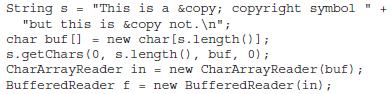 String s = "This is a &copy; copyright symbol " +
"but this is &copy not.\n";
char buf[] = new char[s.length()];
s.getChars(0, s.length(), buf, 0);
CharArrayReader in = new CharArrayReader(buf);
BufferedReader f = new BufferedReader(in);